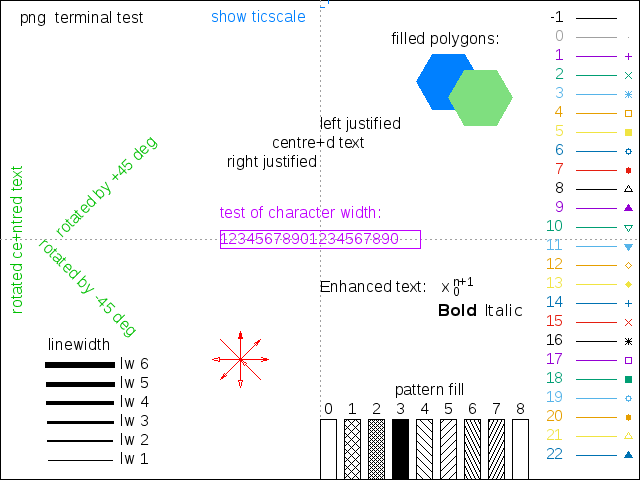 png  terminal test
show ticscale
filled polygons:
left justified
centre+d text
right justified
rotated ce+ntred text
rotated by +45 deg
rotated by -45 deg
test of character width:
12345678901234567890
Enhanced text:   x n+1 0
Bold Italic
linewidth
lw 6
lw 5
lw 4
lw 3
lw 2
lw 1
pattern fill
0 1 2 3 4 5 6 7 8
-1
0
1
2
3
4
5
6
7
8
9
10
11
12
13
14
15
16
17
18
19
20
21
22